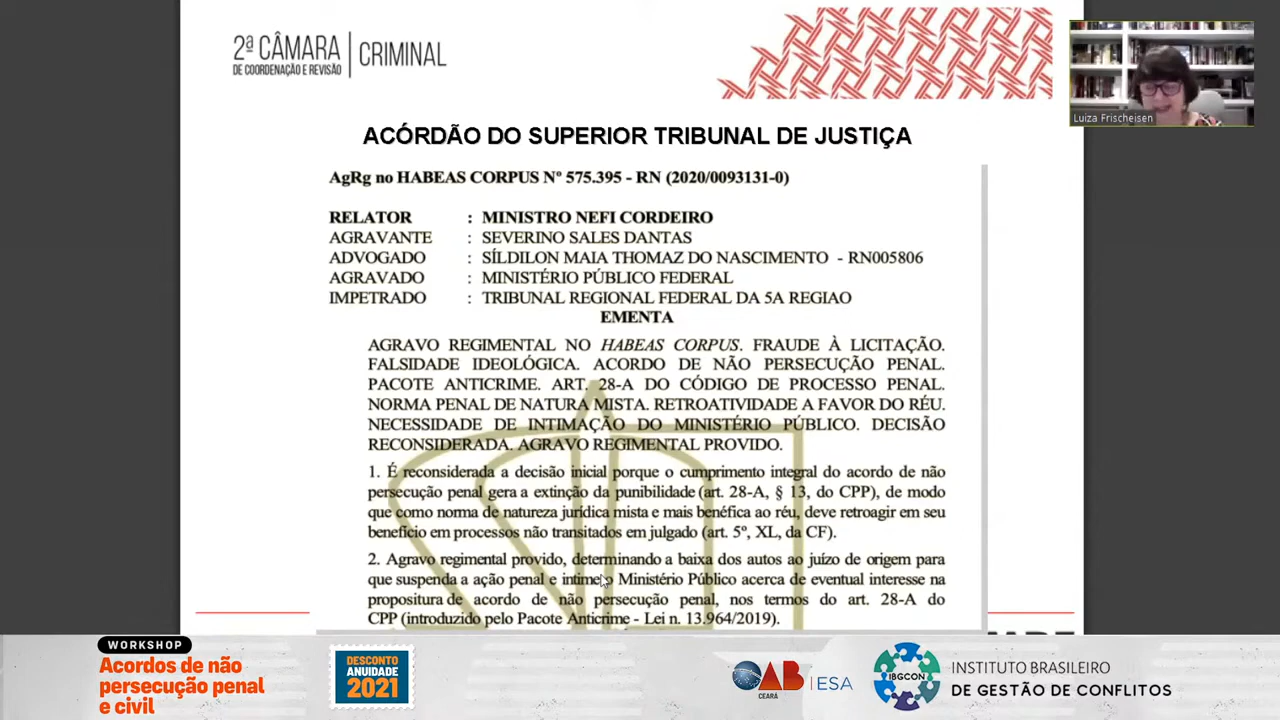 2ª CÂMARA
DE COORDENAÇÃO E REVISÃO
CRIMINAL
Luiza Frischeisen
ACÓRDÃO DO SUPERIOR TRIBUNAL DE JUSTIÇA
AgRg no HABEAS CORPUS Nº 575.395 - RN (2020/0093131-0)
RELATOR : MINISTRO NEFI CORDEIRO
AGRAVANTE : SEVERINO SALES DANTAS
ADVOGADO : SÍLDILON MAIA THOMAZ DO NASCIMENTO - RN005806
AGRAVADO : MINISTÉRIO PÚBLICO FEDERAL
IMPETRADO : TRIBUNAL REGIONAL FEDERAL DA 5A REGIAO
EMENTA
AGRAVO REGIMENTAL NO HABEAS CORPUS. FRAUDE À LICITAÇÃO.
FALSIDADE IDEOLÓGICA. ACORDO DE NÃO PERSECUÇÃO PENAL.
PACOTE ANTICRIME. ART. 28-A DO CÓDIGO DE PROCESSO PENAL.
NORMA PENAL DE NATURA MISTA. RETROATIVIDADE A FAVOR DO RÉU.
NECESSIDADE DE INTIMAÇÃO DO MINISTÉRIO PÚBLICO. DECISÃO
RECONSIDERADA. AGRAVO REGIMENTAL PROVIDO.
1. É reconsiderada a decisão inicial porque o cumprimento integral do acordo de não
persecução penal gera a extinção da punibilidade (art. 28-A, § 13, do CPP), de modo
que como norma de natureza jurídica mista e mais benéfica ao réu, deve retroagir em seu
benefício em processos não transitados em julgado (art. 5º, XL, da CF).
2. Agravo regimental provido, determinando a baixa dos autos ao juízo de origem para
que suspenda a ação penal e intime o Ministério Público acerca de eventual interesse na
propositura de acordo de não persecução penal, nos termos do art. 28-A do
CPP (introduzido pelo Pacote Anticrime - Lei n. 13.964/2019).
WORKSHOP
Acordos de não
persecução penal
e civil
DESCONTO
ANUIDADE
2021
OAB
CEARÁ
ESA
IBGCON
INSTITUTO BRASILEIRO
DE GESTÃO DE CONFLITOS